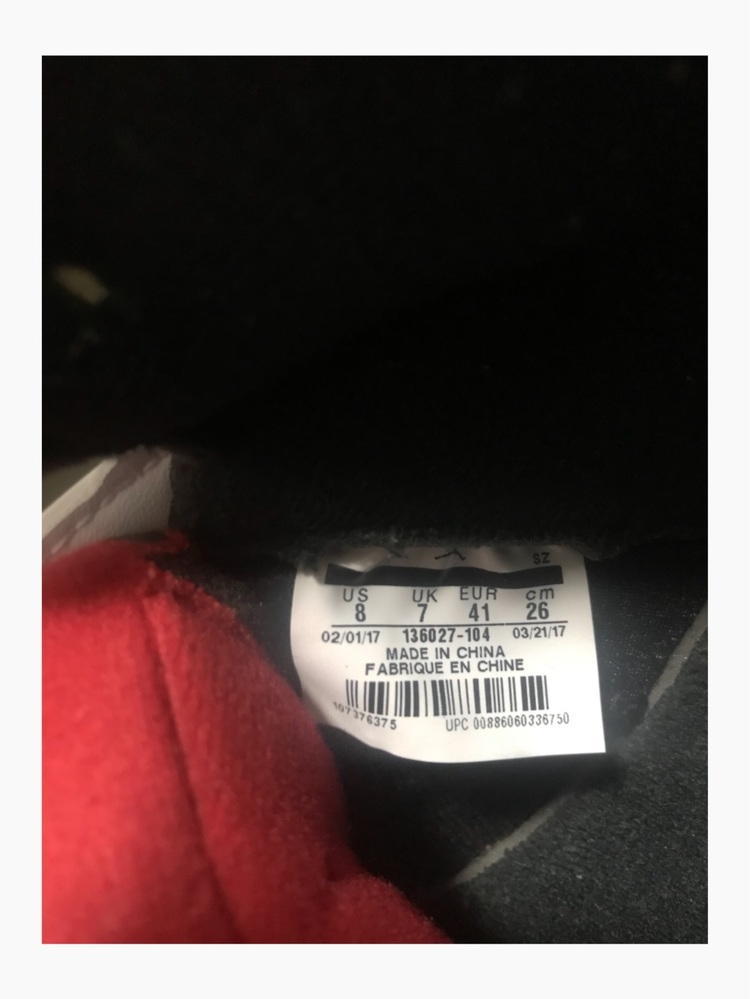 SZ
US UK EUR cm
8 7 41 26
02/01/17 136027-104 03/21/17
MADE IN CHINA
FABRIQUE EN CHINE
107376375 UPC 00886060336750